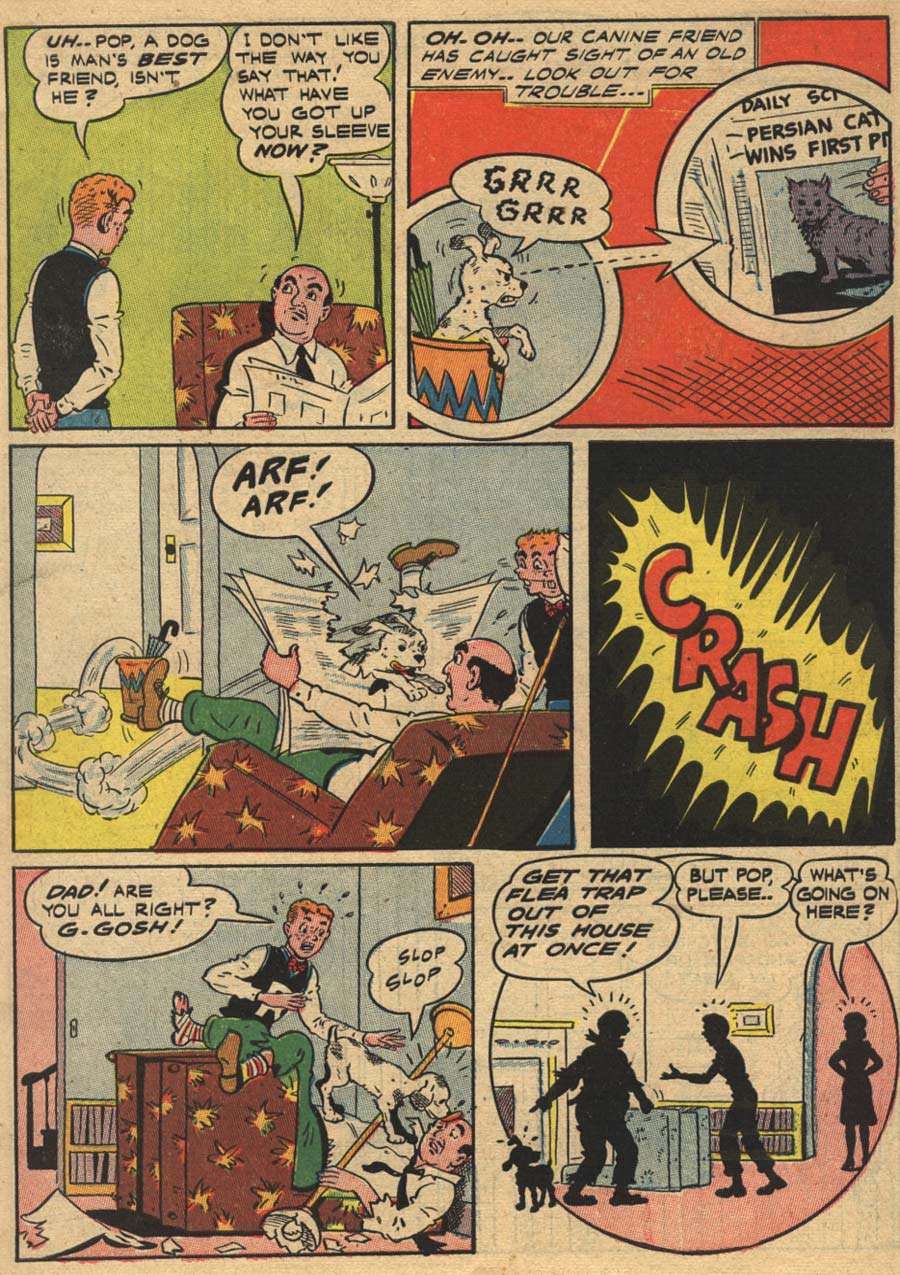 UH-- POP, A DOG
IS MAN'S BEST
FRIEND, ISN'T
HE?
I DON'T LIKE
THE WAY YOU
SAY THAT!
WHAT HAVE
YOU GOT UP
YOUR SLEEVE
NOW?
OH-OH-- OUR CANINE FRIEND
HAS CAUGHT SIGHT OF AN OLD
ENEMY-- LOOK OUT FOR
TROUBLE---
GRRR
GRRR
DAILY SCI
PERSIAN CAT
WINS FIRST PR
ARF!
ARF!
CRASH
DAD! ARE
YOU ALL RIGHT?
G-GOSH!
SLOP
SLOP
GET THAT
FLEA TRAP
OUT OF
THIS HOUSE
AT ONCE!
BUT POP,
PLEASE--
WHAT'S
GOING ON
HERE?